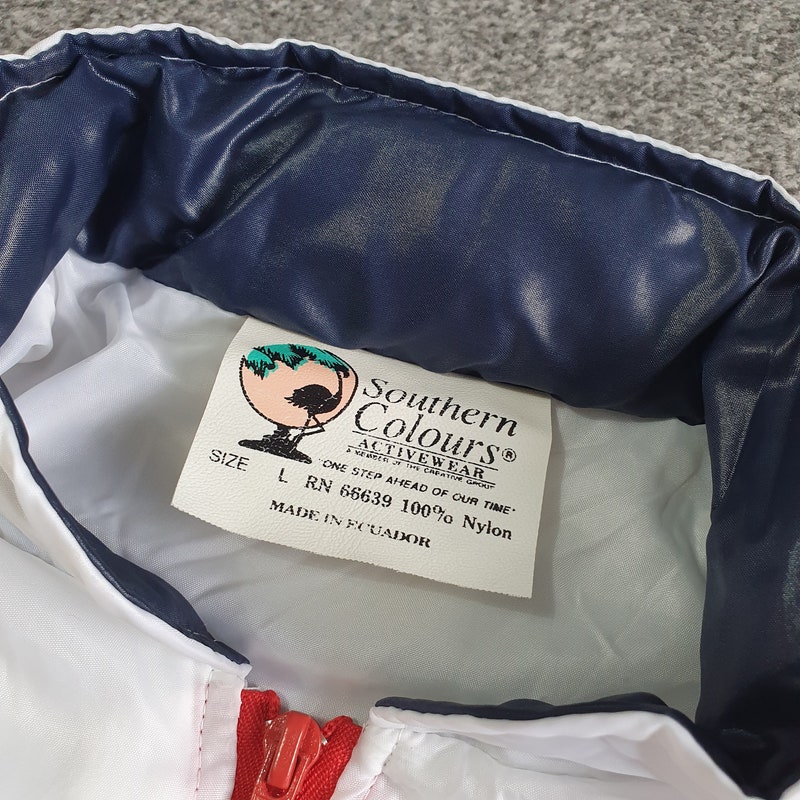 Southern
Colours®
ACTIVEWEAR
A MEMBER OF THE CREATIVE GROUP
"ONE STEP AHEAD OF OUR TIME"
SIZE L RN 66639 100% Nylon
MADE IN ECUADOR